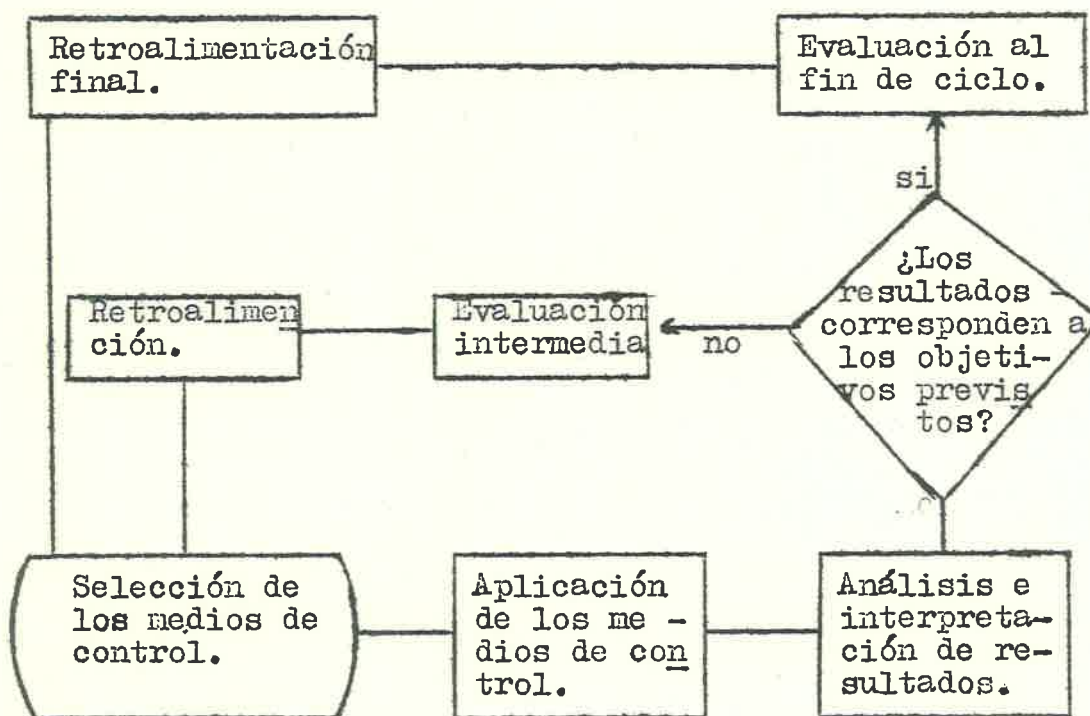 Retroalimentación
final.
Evaluación al
fin de ciclo.
si
¿Los
resultados -
corresponden a
los objeti-
vos previs
tos?
no
Evaluación
intermedia
Retroalimen
ción.
Selección de
los medios de
control.
Aplicación
de los me -
dios de con
trol.
Análisis e
interpreta-
ción de re-
sultados.